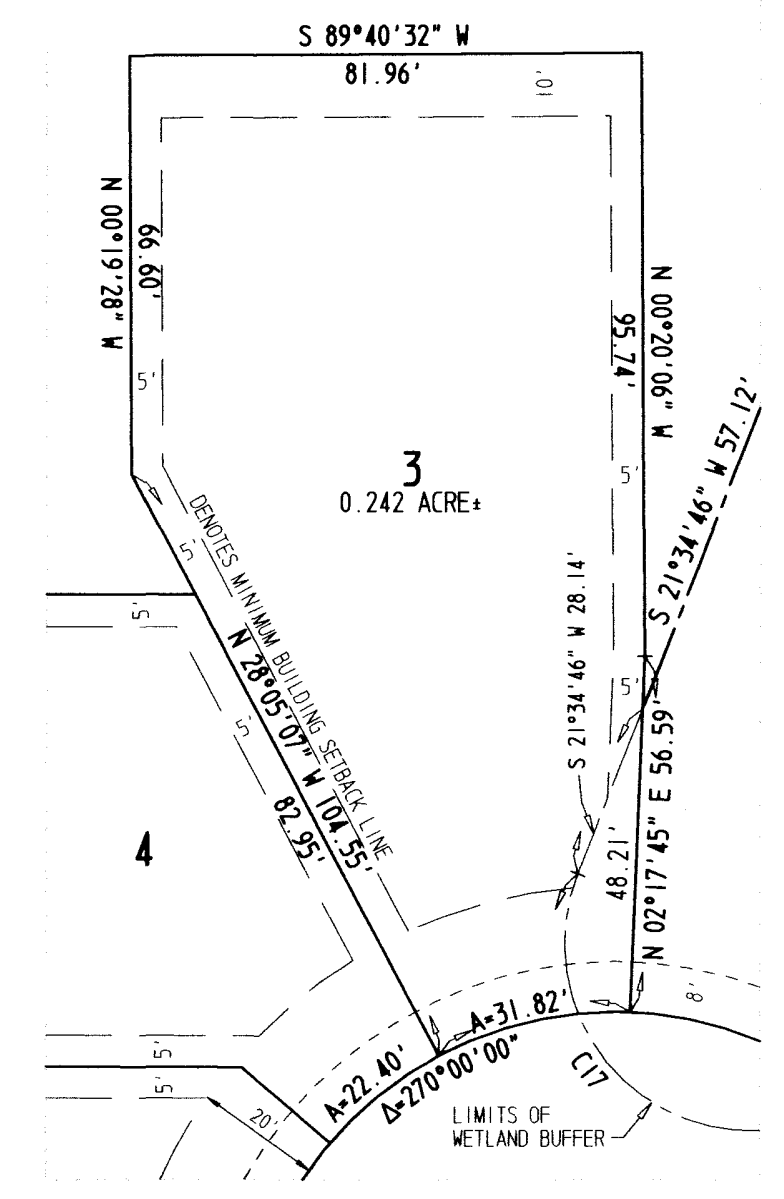 S 89°40'32" W
81.96'
10'
N 00°19'28" W
66.60'
5'
N 00°20'06" W
95.74'
5'
3
0.242 ACRE±
S 21°34'46" W 57.12'
DENOTES MINIMUM BUILDING SETBACK LINE
5'
N 28°05'07" W 104.55'
82.95'
5'
5'
S 21°34'46" W 28.14'
5'
N 02°17'45" E 56.59'
48.21'
4
8'
A=31.82'
A=22.40'
Δ=270°00'00"
C17
5'
5'
20'
LIMITS OF
WETLAND BUFFER